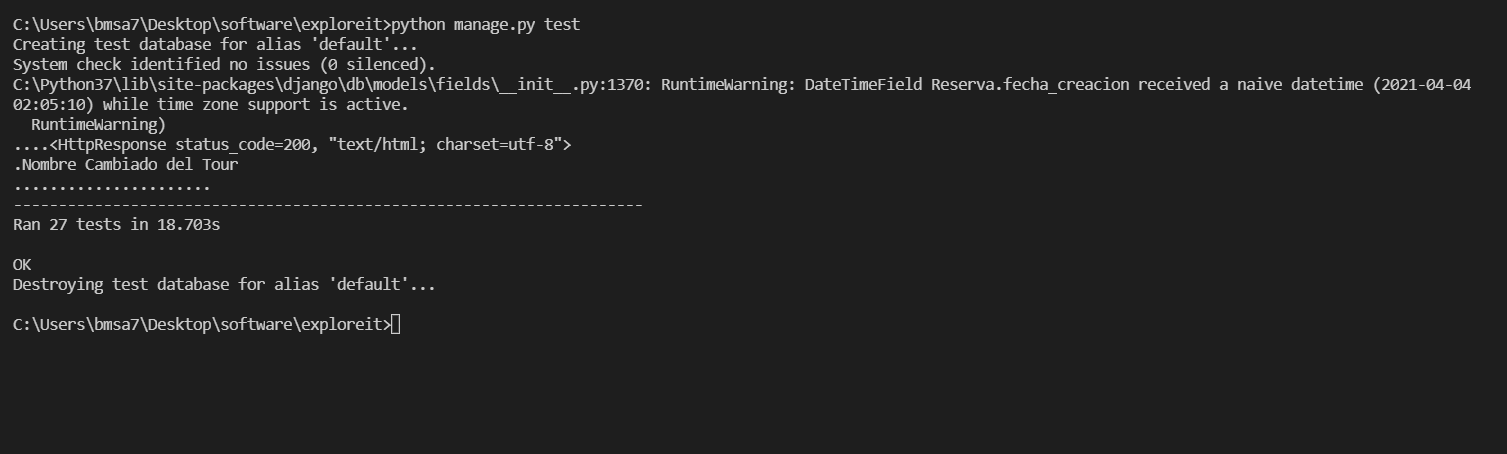 C:\Users\bmsa7\Desktop\software\exploreit>python manage.py test
Creating test database for alias 'default'...
System check identified no issues (0 silenced).
C:\Python37\lib\site-packages\django\db\models\fields\__init__.py:1370: RuntimeWarning: DateTimeField Reserva.fecha_creacion received a naive datetime (2021-04-04
02:05:10) while time zone support is active.
  RuntimeWarning)
....<HttpResponse status_code=200, "text/html; charset=utf-8">
.Nombre Cambiado del Tour
......................
----------------------------------------------------------------------
Ran 27 tests in 18.703s

OK
Destroying test database for alias 'default'...

C:\Users\bmsa7\Desktop\software\exploreit>